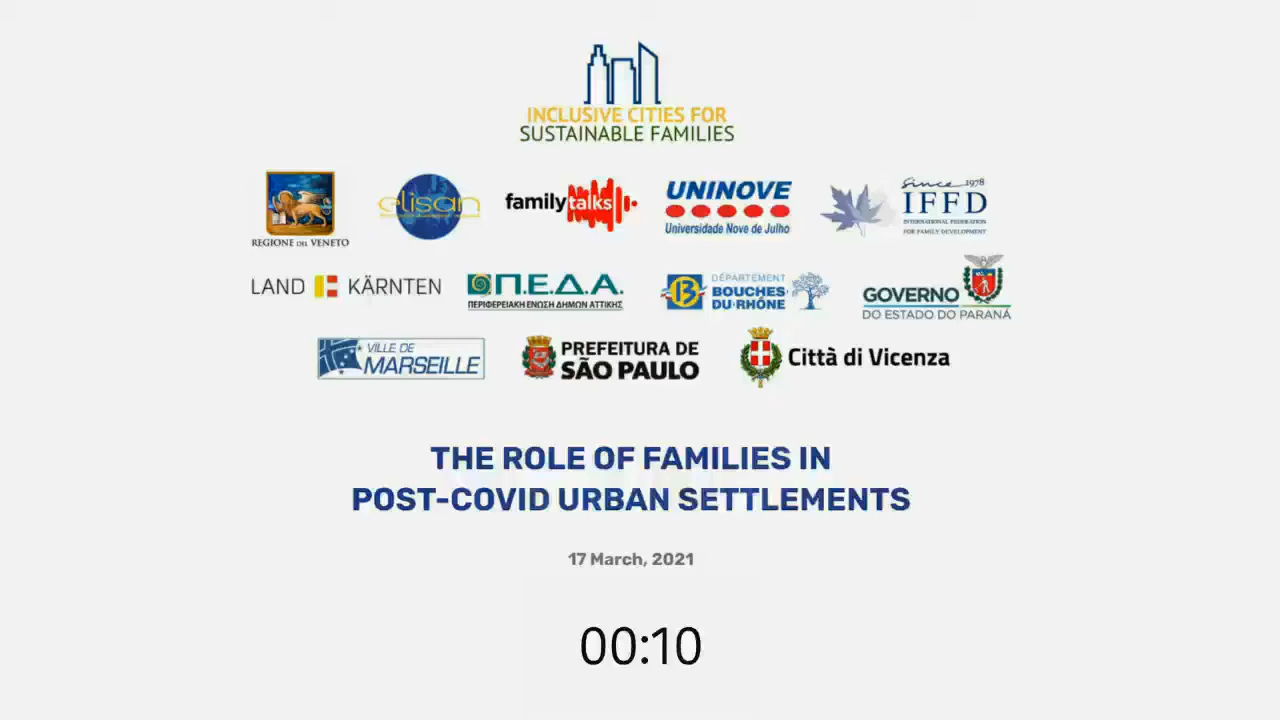 INCLUSIVE CITIES FOR
SUSTAINABLE FAMILIES
REGIONE DEL VENETO
elisan
familytalks
UNINOVE
Universidade Nove de Julho
Since 1978
IFFD
INTERNATIONAL FEDERATION
FOR FAMILY DEVELOPMENT
LAND KÄRNTEN
Π.Ε.Δ.Α.
ΠΕΡΙΦΕΡΕΙΑΚΗ ΕΝΩΣΗ ΔΗΜΩΝ ΑΤΤΙΚΗΣ
DÉPARTEMENT
BOUCHES
DU·RHÔNE
GOVERNO
DO ESTADO DO PARANÁ
VILLE DE
MARSEILLE
PREFEITURA DE
SÃO PAULO
Città di Vicenza
THE ROLE OF FAMILIES IN
POST-COVID URBAN SETTLEMENTS
17 March, 2021
00:10